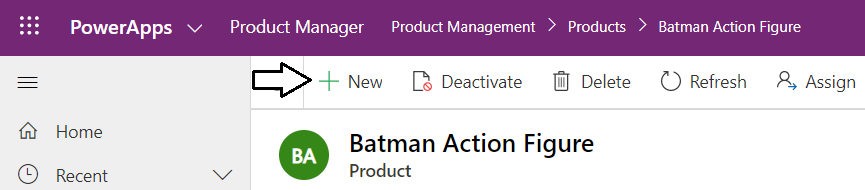 PowerApps Product Manager Product Management > Products > Batman Action Figure
New Deactivate Delete Refresh Assign
Home
Recent
BA
Batman Action Figure
Product